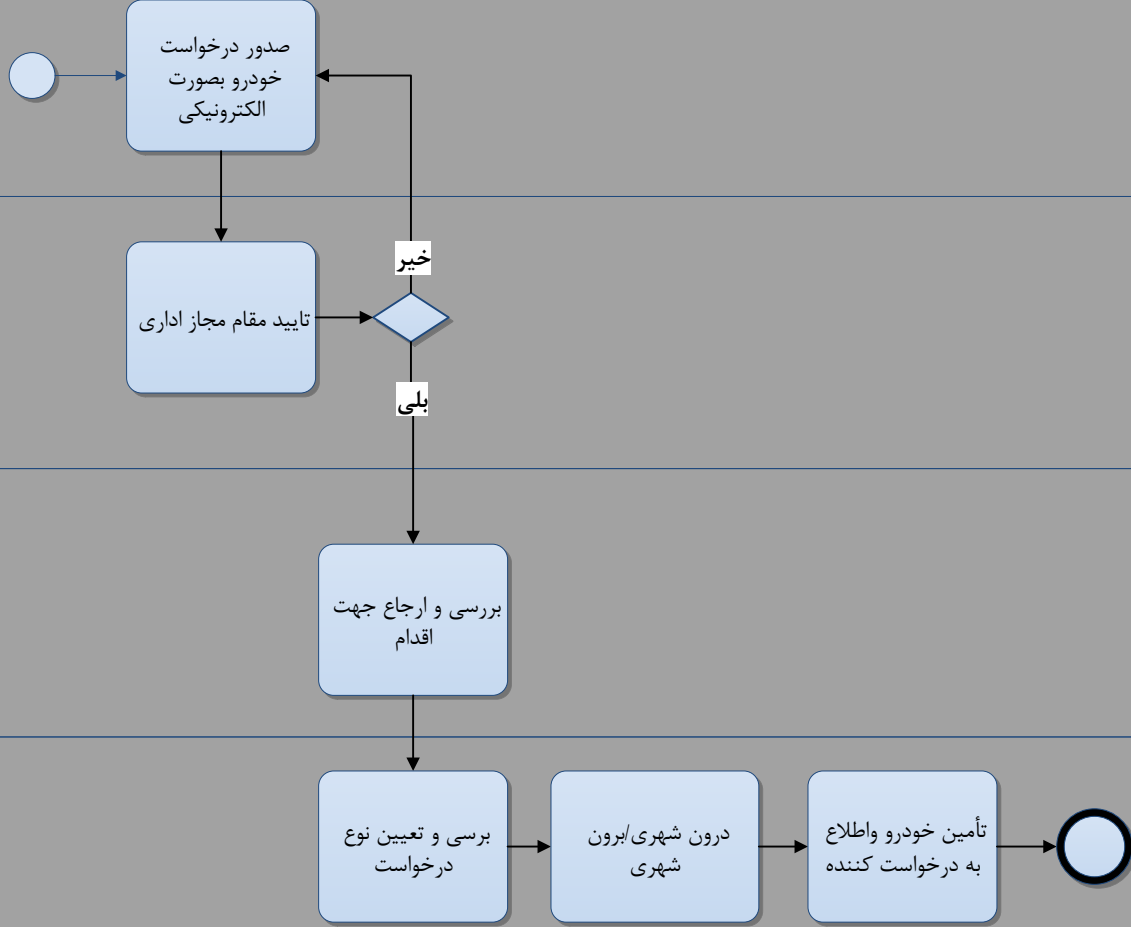 صدور درخواست
خودرو بصورت
الکترونیکی
خیر
تایید مقام مجاز اداری
بلی
بررسی و ارجاع جهت
اقدام
برسی و تعیین نوع
درخواست
درون شهری/برون
شهری
تأمین خودرو واطلاع
به درخواست کننده